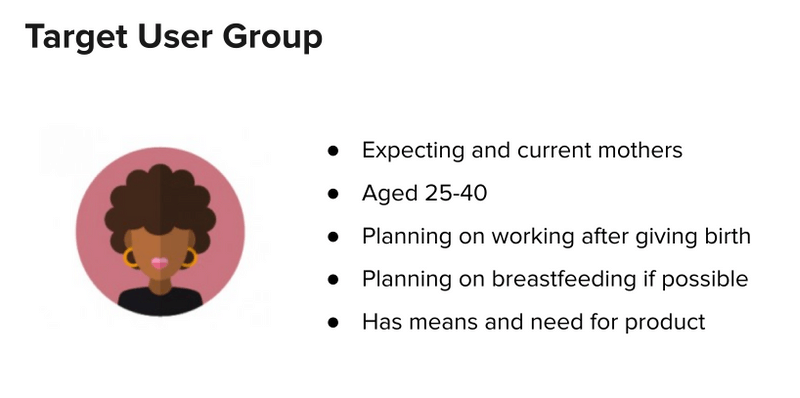 Target User Group
● Expecting and current mothers
● Aged 25-40
● Planning on working after giving birth
● Planning on breastfeeding if possible
● Has means and need for product